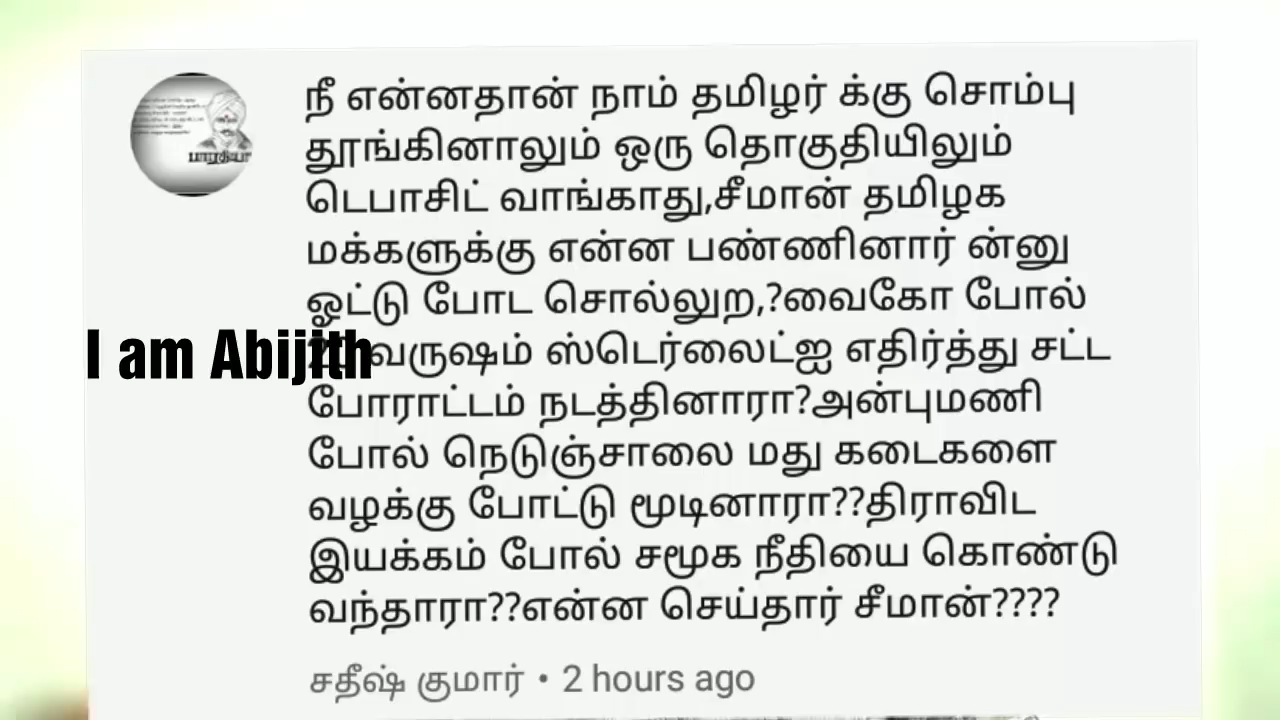 நீ என்னதான் நாம் தமிழர் க்கு சொம்பு
தூங்கினாலும் ஒரு தொகுதியிலும்
டெபாசிட் வாங்காது,சீமான் தமிழக
மக்களுக்கு என்ன பண்ணினார் ன்னு
ஓட்டு போட சொல்லுற,?வைகோ போல்
I am Abijith
வருஷம் ஸ்டெர்லைட்ஐ எதிர்த்து சட்ட
போராட்டம் நடத்தினாரா?அன்புமணி
போல் நெடுஞ்சாலை மது கடைகளை
வழக்கு போட்டு மூடினாரா??திராவிட
இயக்கம் போல் சமூக நீதியை கொண்டு
வந்தாரா??என்ன செய்தார் சீமான்????
சதீஷ் குமார் • 2 hours ago